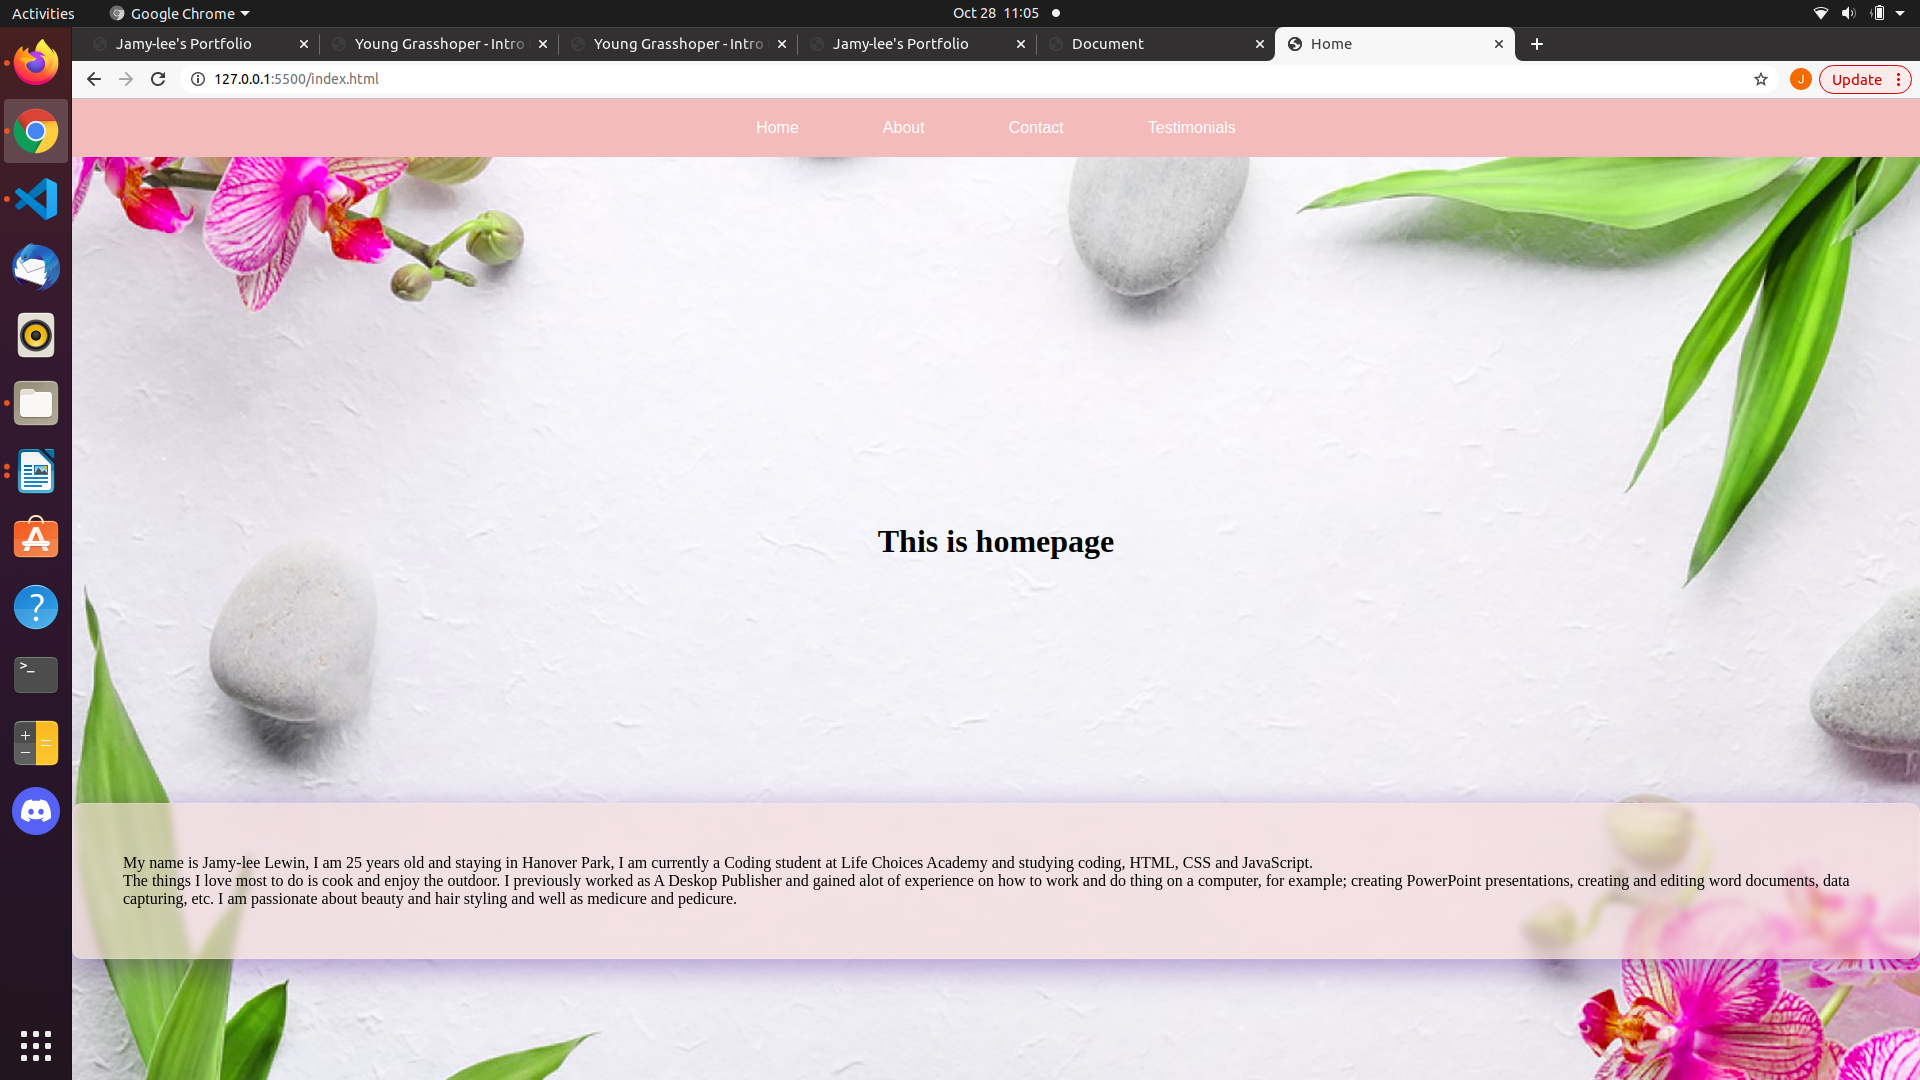 Activities Google Chrome Oct 28 11:05
Jamy-lee's Portfolio Young Grasshoper - Intro Young Grasshoper - Intro Jamy-lee's Portfolio Document Home
127.0.0.1:5500/index.html J Update
Home About Contact Testimonials
This is homepage
My name is Jamy-lee Lewin, I am 25 years old and staying in Hanover Park, I am currently a Coding student at Life Choices Academy and studying coding, HTML, CSS and JavaScript.
The things I love most to do is cook and enjoy the outdoor. I previously worked as A Deskop Publisher and gained alot of experience on how to work and do thing on a computer, for example; creating PowerPoint presentations, creating and editing word documents, data
capturing, etc. I am passionate about beauty and hair styling and well as medicure and pedicure.